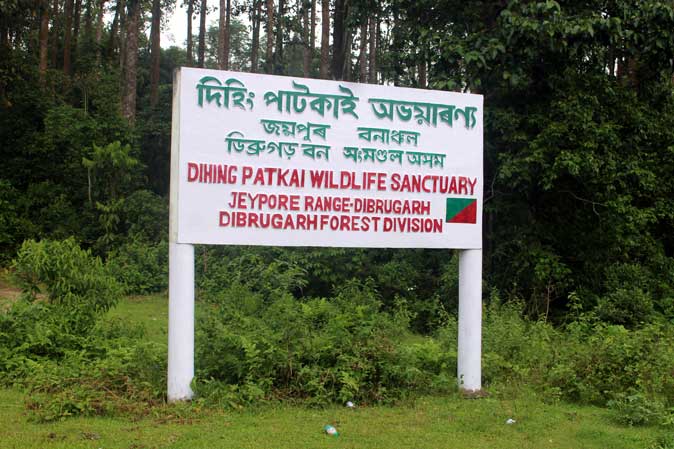 দিহিং পাটকাই অভয়াৰণ্য
জয়পুৰ বনাঞ্চল
ডিব্ৰুগড় বন সংমণ্ডল অসম
DIHING PATKAI WILDLIFE SANCTUARY
JEYPORE RANGE-DIBRUGARH
DIBRUGARH FOREST DIVISION